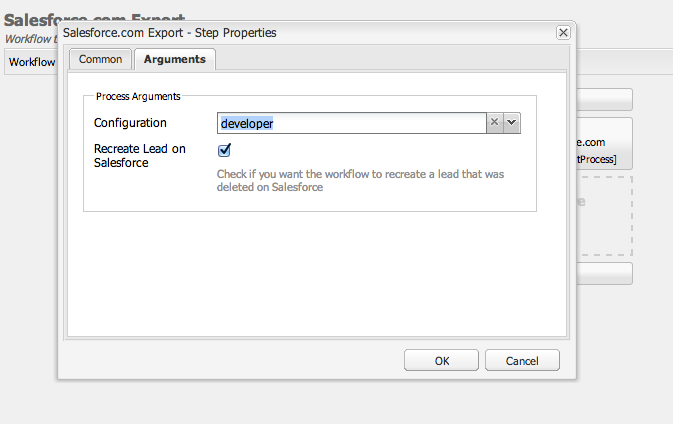 Salesforce.com Export
Workflow t
Workflow
Salesforce.com Export - Step Properties
Common
Arguments
Process Arguments
Configuration
developer
Recreate Lead on
Salesforce
Check if you want the workflow to recreate a lead that was
deleted on Salesforce
OK
Cancel
e.com
tProcess]
e